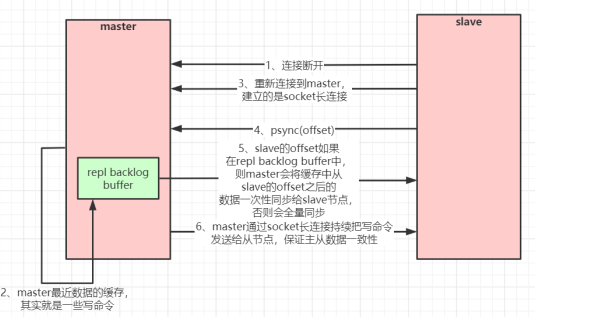 master
slave
1、连接断开
3、重新连接到master，
建立的是socket长连接
4、psync(offset)
5、slave的offset如果
在repl backlog buffer中，
则master会将缓存中从
slave的offset之后的
数据一次性同步给slave节点，
否则会全量同步
repl backlog
buffer
6、master通过socket长连接持续把写命令
发送给从节点，保证主从数据一致性
2、master最近数据的缓存，
其实就是一些写命令